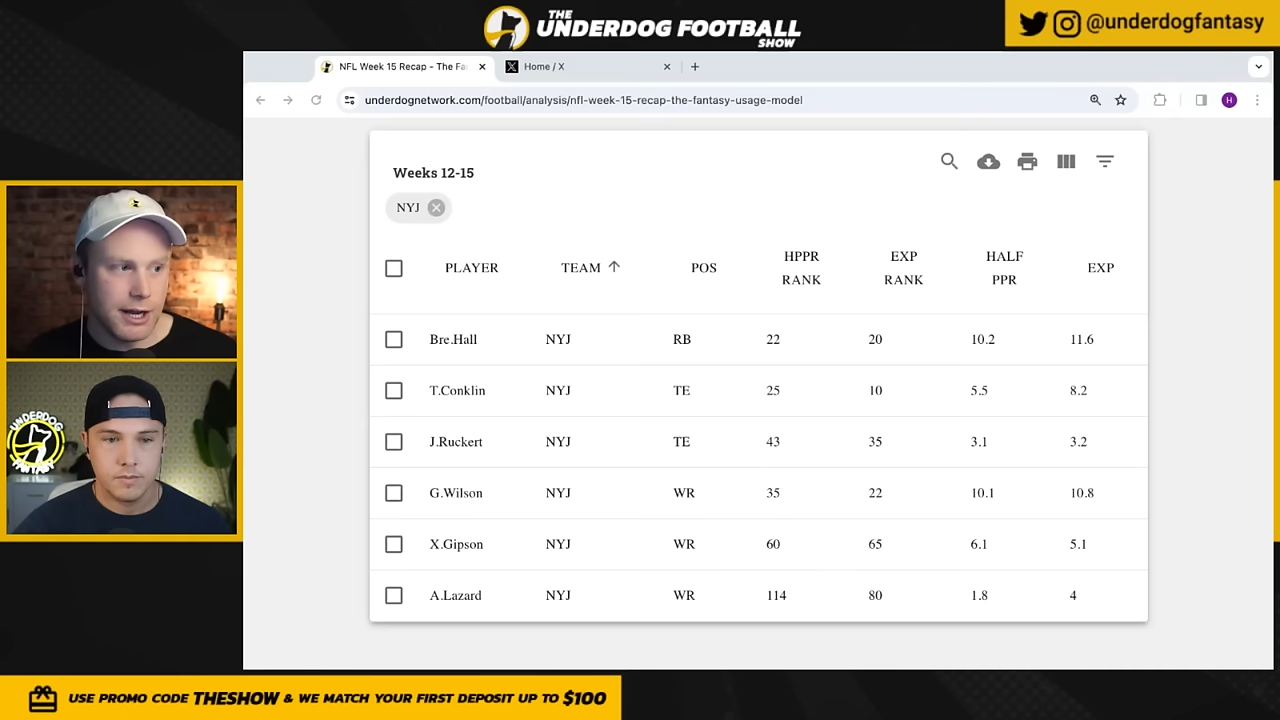 THE
UNDERDOG FOOTBALL
SHOW
@underdogfantasy
NFL Week 15 Recap - The Fa
Home / X
underdognetwork.com/football/analysis/nfl-week-15-recap-the-fantasy-usage-model
H
Weeks 12-15
NYJ
PLAYER TEAM POS HPPR RANK EXP RANK HALF PPR EXP
Bre.Hall NYJ RB 22 20 10.2 11.6
T.Conklin NYJ TE 25 10 5.5 8.2
J.Ruckert NYJ TE 43 35 3.1 3.2
G.Wilson NYJ WR 35 22 10.1 10.8
X.Gipson NYJ WR 60 65 6.1 5.1
A.Lazard NYJ WR 114 80 1.8 4
UNDERDOG
FANTASY
USE PROMO CODE THESHOW & WE MATCH YOUR FIRST DEPOSIT UP TO $100